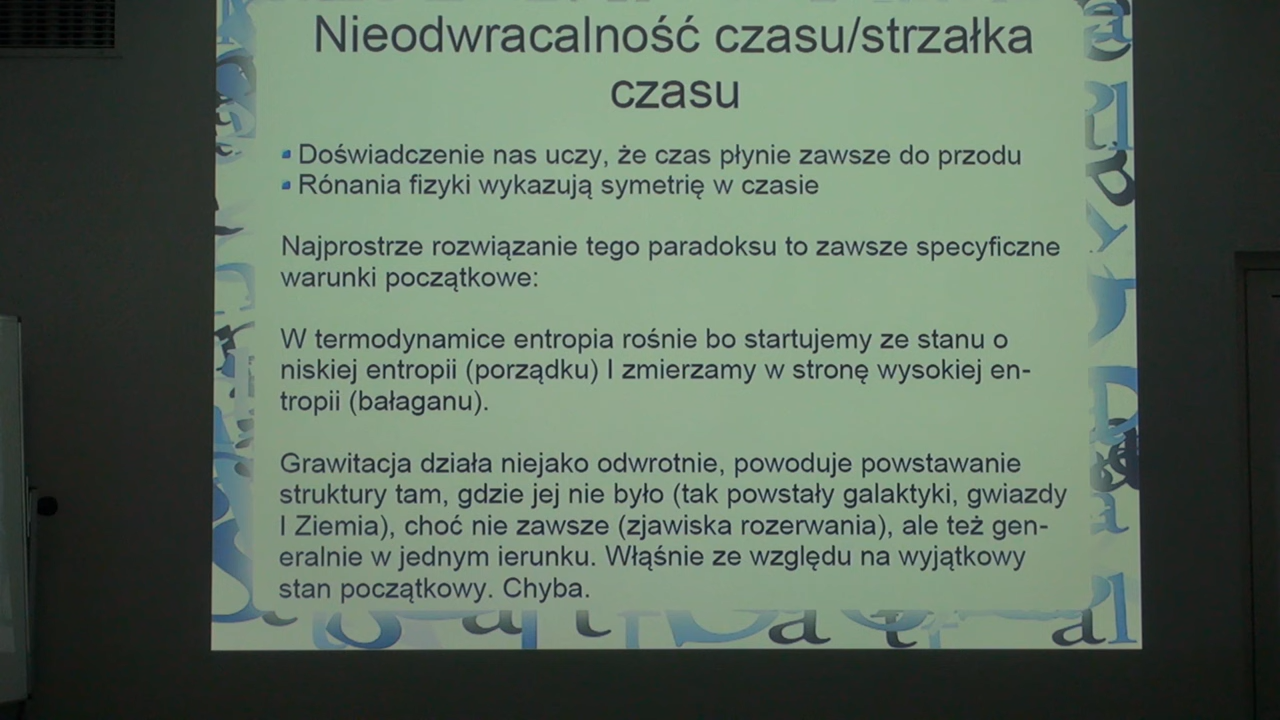 Nieodwracalność czasu/strzałka
czasu
Doświadczenie nas uczy, że czas płynie zawsze do przodu
Rónania fizyki wykazują symetrię w czasie
Najprostrze rozwiązanie tego paradoksu to zawsze specyficzne
warunki początkowe:
W termodynamice entropia rośnie bo startujemy ze stanu o
niskiej entropii (porządku) I zmierzamy w stronę wysokiej en-
tropii (bałaganu).
Grawitacja działa niejako odwrotnie, powoduje powstawanie
struktury tam, gdzie jej nie było (tak powstały galaktyki, gwiazdy
I Ziemia), choć nie zawsze (zjawiska rozerwania), ale też gen-
eralnie w jednym ierunku. Włąśnie ze względu na wyjątkowy
stan początkowy. Chyba.